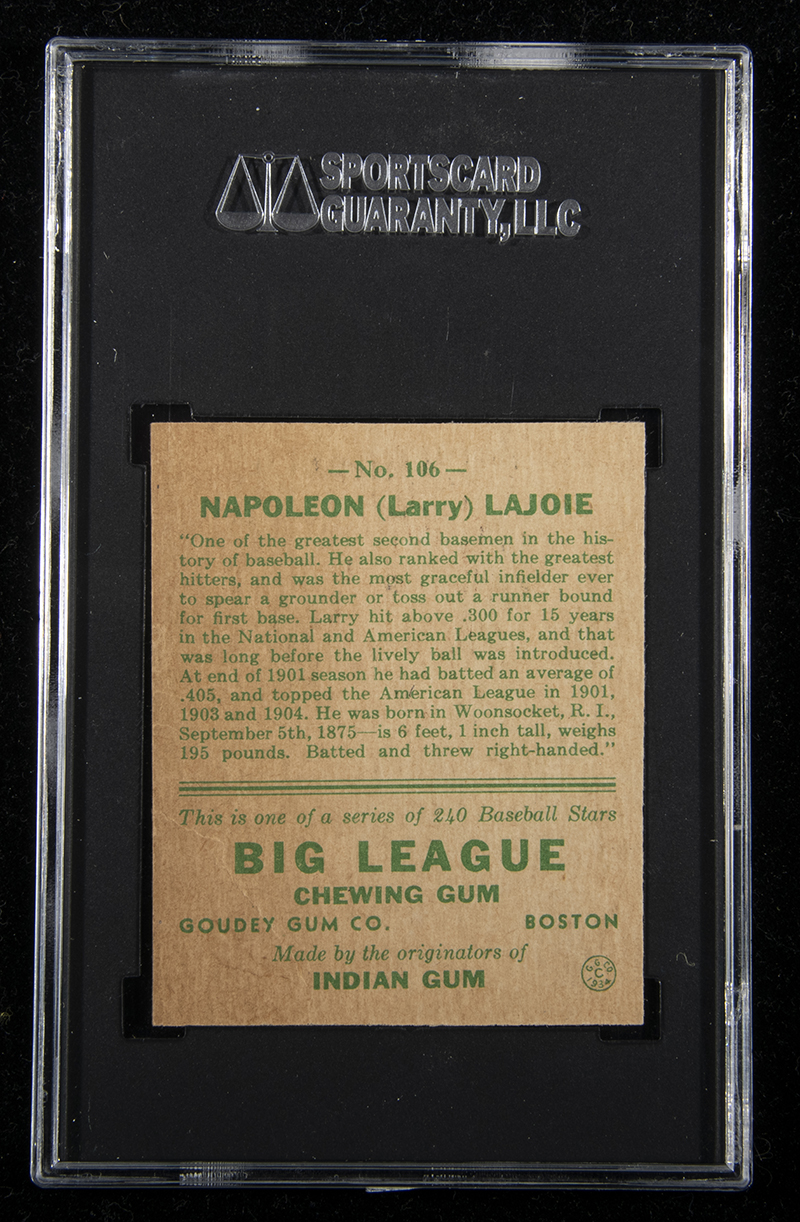 SPORTSCARD
GUARANTY, LLC
—No. 106—
NAPOLEON (Larry) LAJOIE
"One of the greatest second basemen in the his-
tory of baseball. He also ranked with the greatest
hitters, and was the most graceful infielder ever
to spear a grounder or toss out a runner bound
for first base. Larry hit above .300 for 15 years
in the National and American Leagues, and that
was long before the lively ball was introduced.
At end of 1901 season he had batted an average of
.405, and topped the American League in 1901,
1903 and 1904. He was born in Woonsocket, R. I.,
September 5th, 1875—is 6 feet, 1 inch tall, weighs
195 pounds. Batted and threw right-handed."
This is one of a series of 240 Baseball Stars
BIG LEAGUE
CHEWING GUM
GOUDEY GUM CO. BOSTON
Made by the originators of
INDIAN GUM
G G CO
C
1934